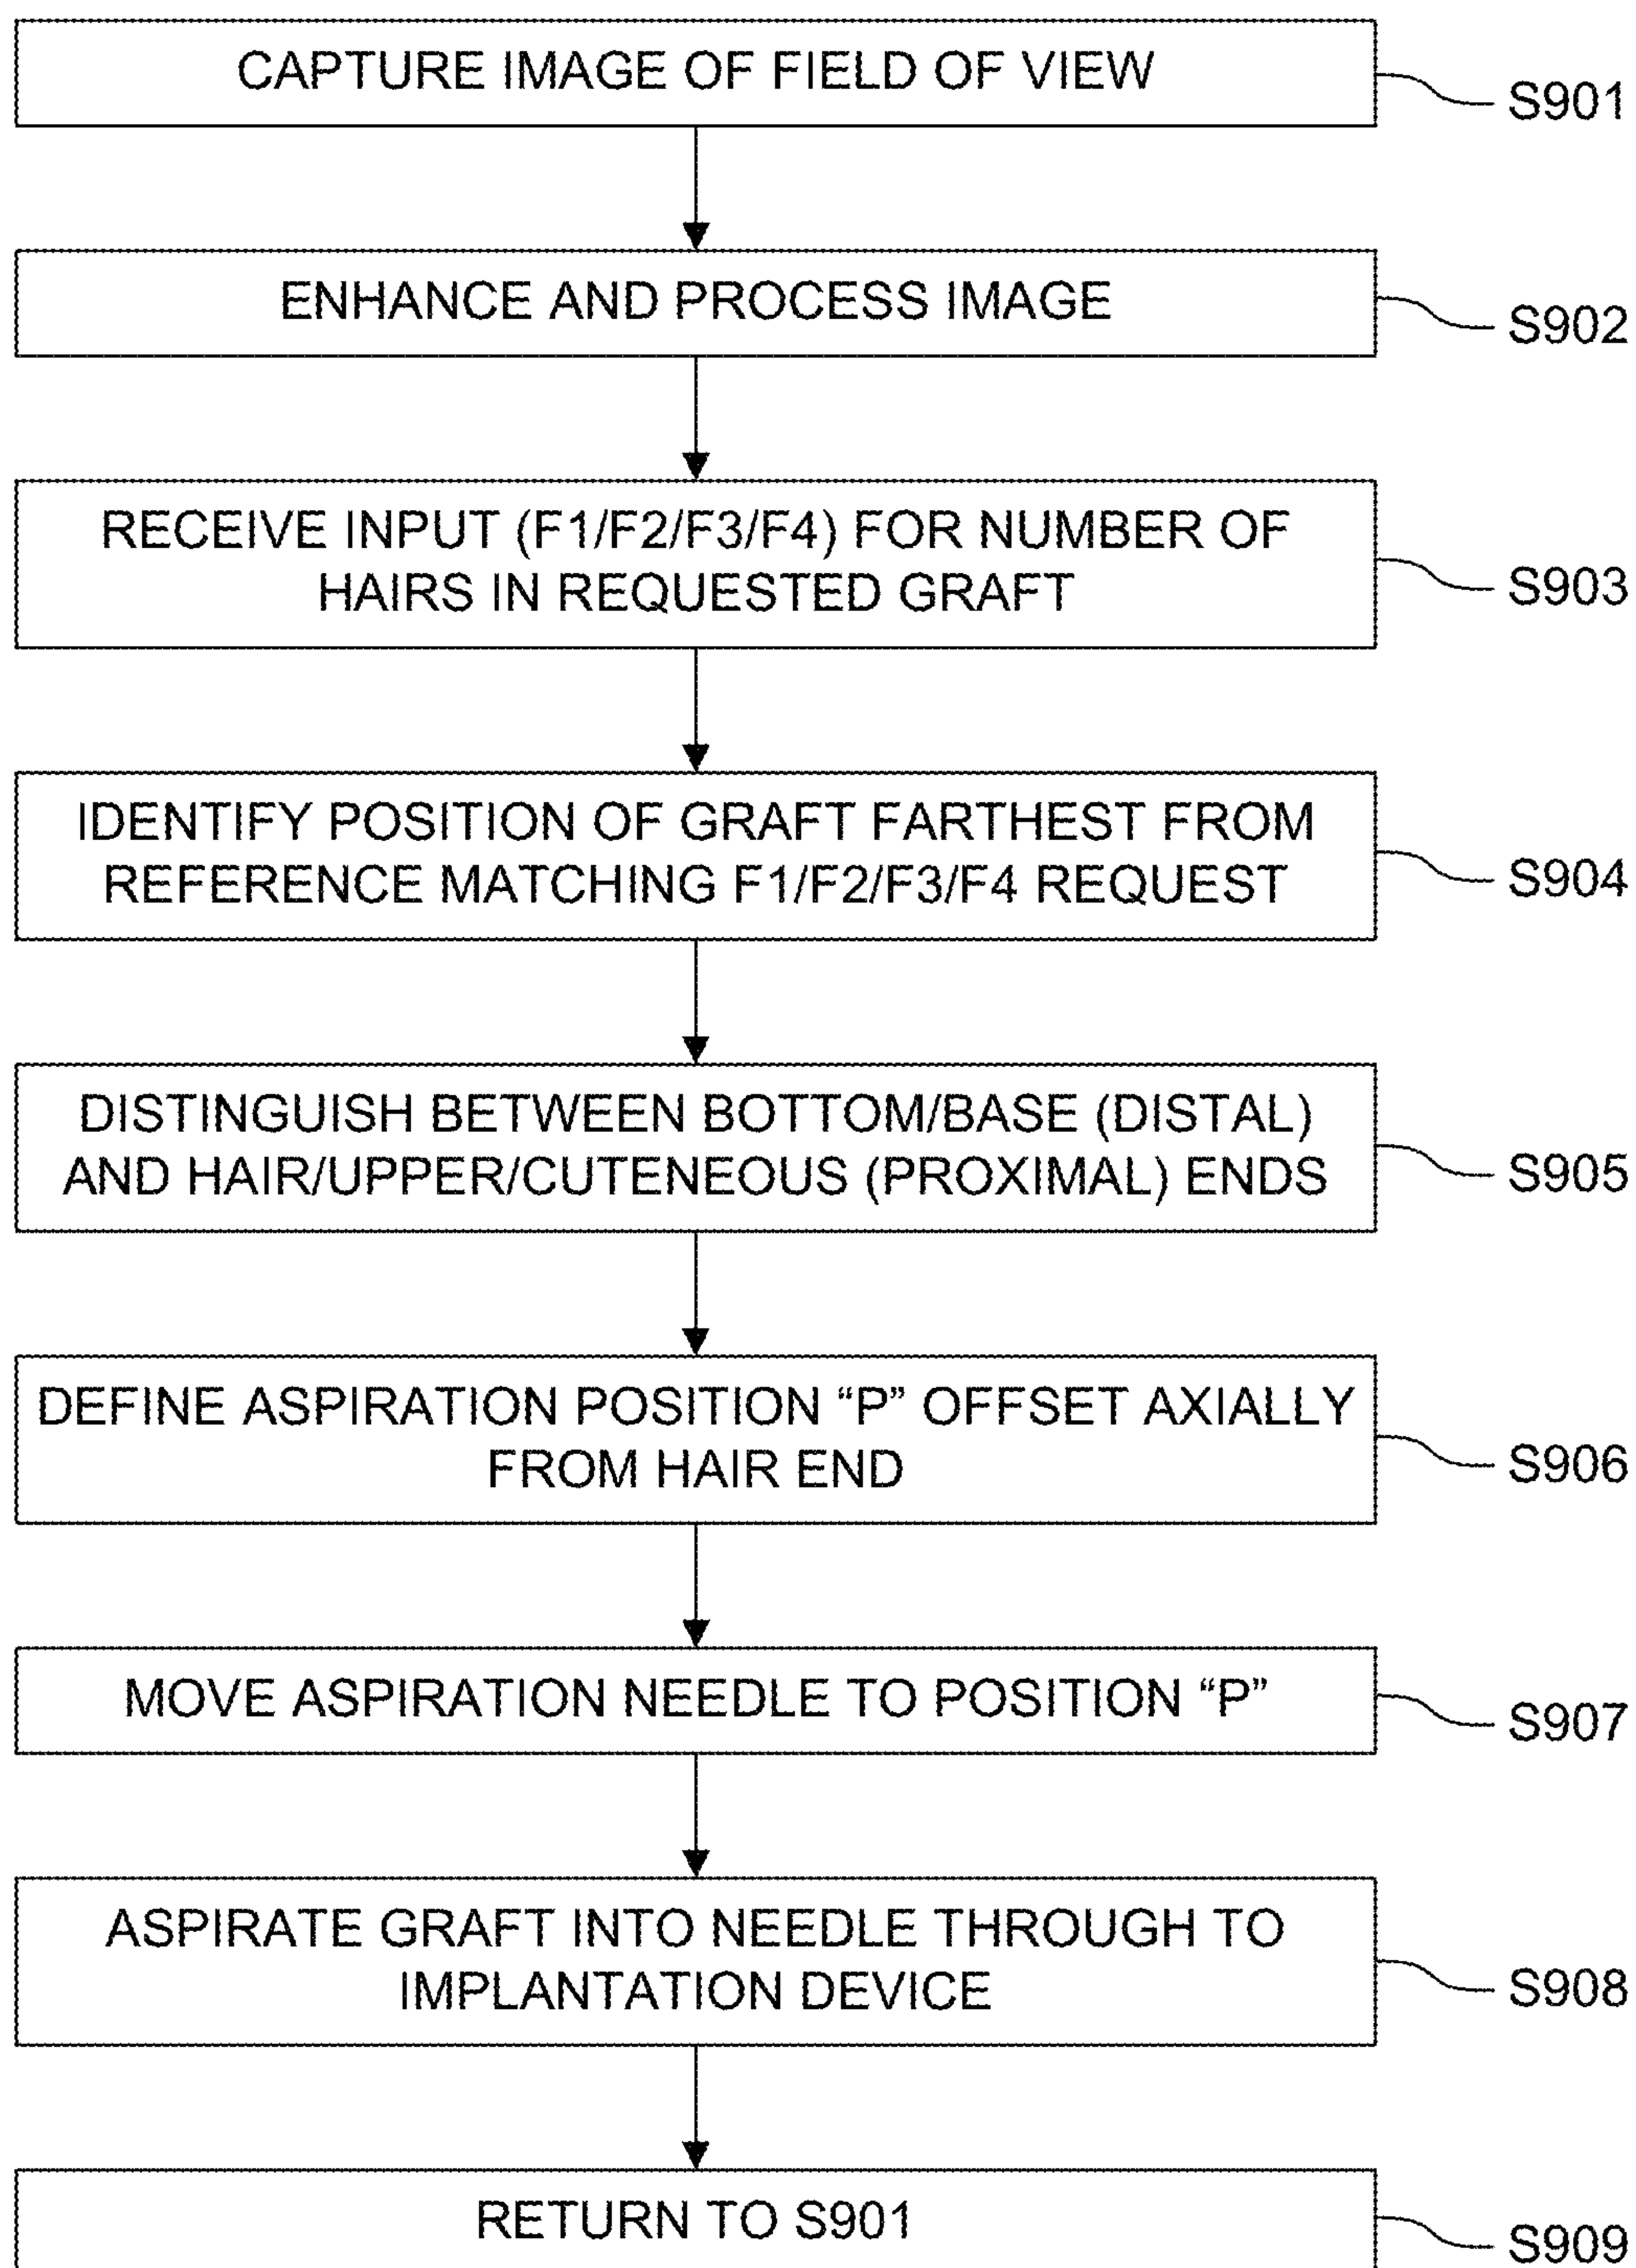 CAPTURE IMAGE OF FIELD OF VIEW
S901
ENHANCE AND PROCESS IMAGE
S902
RECEIVE INPUT (F1/F2/F3/F4) FOR NUMBER OF
HAIRS IN REQUESTED GRAFT
S903
IDENTIFY POSITION OF GRAFT FARTHEST FROM
REFERENCE MATCHING F1/F2/F3/F4 REQUEST
S904
DISTINGUISH BETWEEN BOTTOM/BASE (DISTAL)
AND HAIR/UPPER/CUTENEOUS (PROXIMAL) ENDS
S905
DEFINE ASPIRATION POSITION “P” OFFSET AXIALLY
FROM HAIR END
S906
MOVE ASPIRATION NEEDLE TO POSITION “P”
S907
ASPIRATE GRAFT INTO NEEDLE THROUGH TO
IMPLANTATION DEVICE
S908
RETURN TO S901
S909